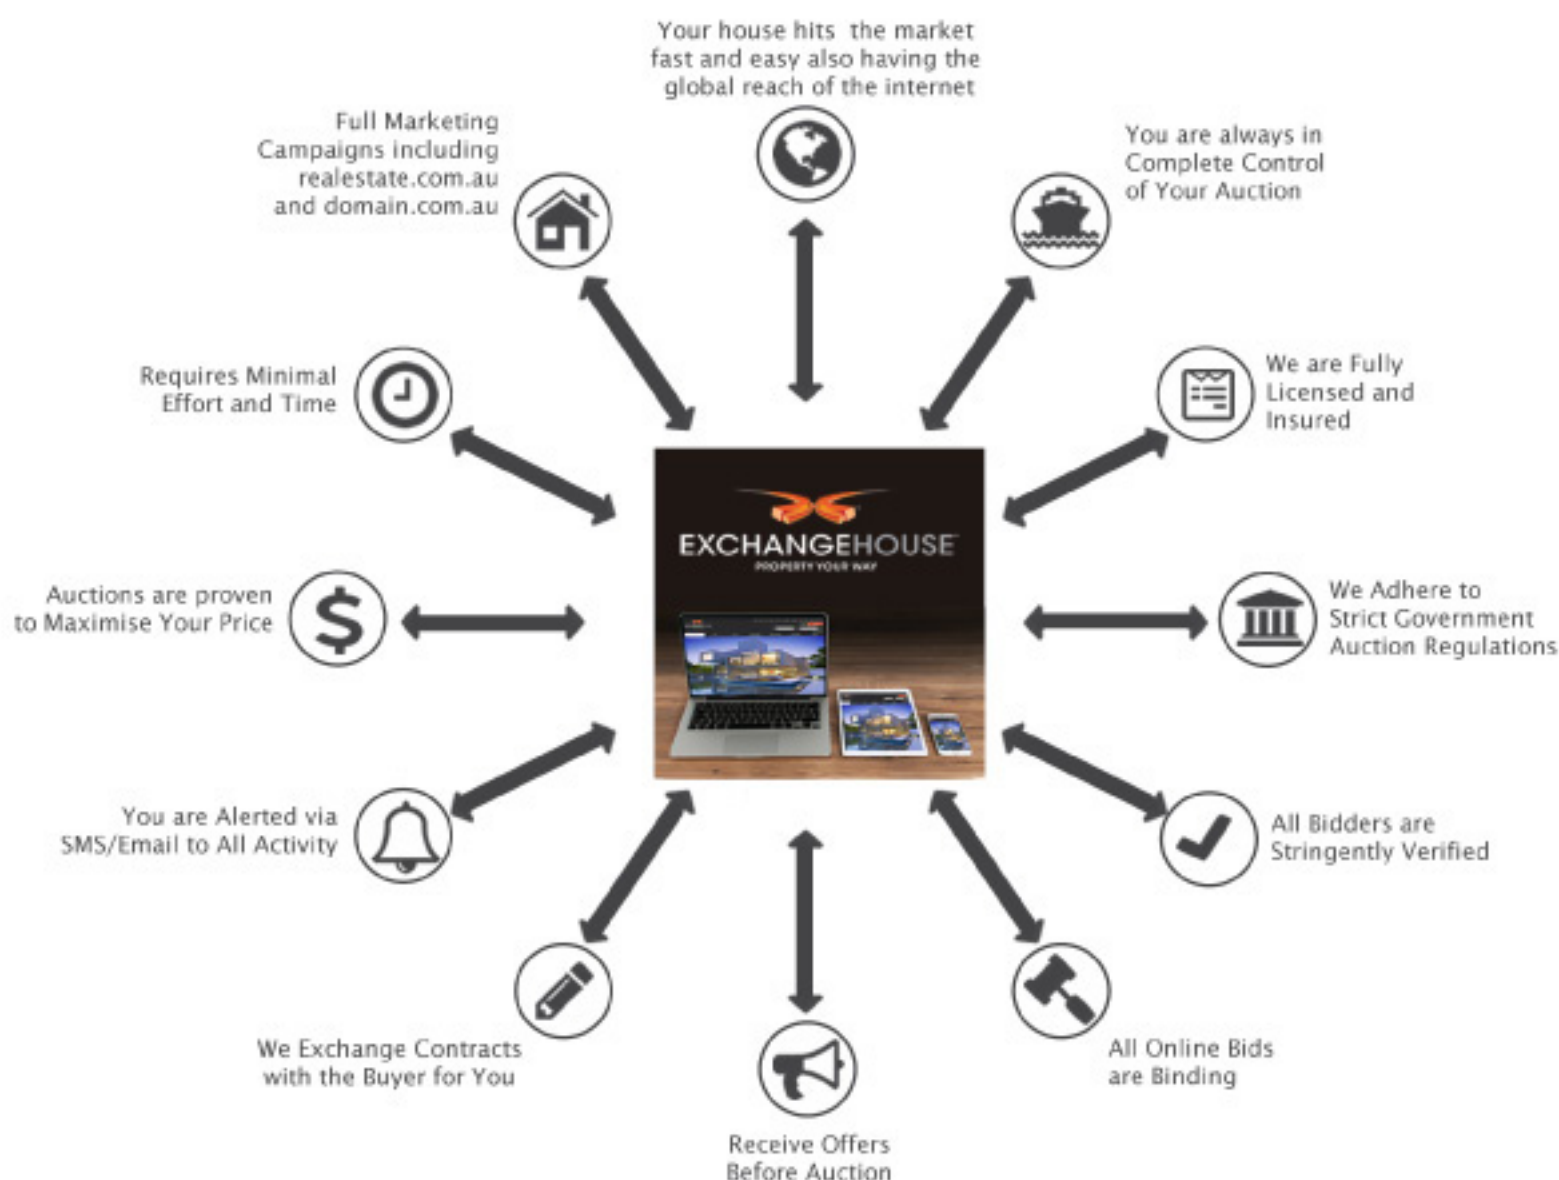 Your house hits the market
fast and easy also having the
global reach of the internet
Full Marketing
Campaigns including
realestate.com.au
and domain.com.au
You are always in
Complete Control
of Your Auction
Requires Minimal
Effort and Time
We are Fully
Licensed and
Insured
EXCHANGEHOUSE
PROPERTY YOUR WAY
Auctions are proven
to Maximise Your Price
We Adhere to
Strict Government
Auction Regulations
You are Alerted via
SMS/Email to All Activity
All Bidders are
Stringently Verified
We Exchange Contracts
with the Buyer for You
All Online Bids
are Binding
Receive Offers
Before Auction